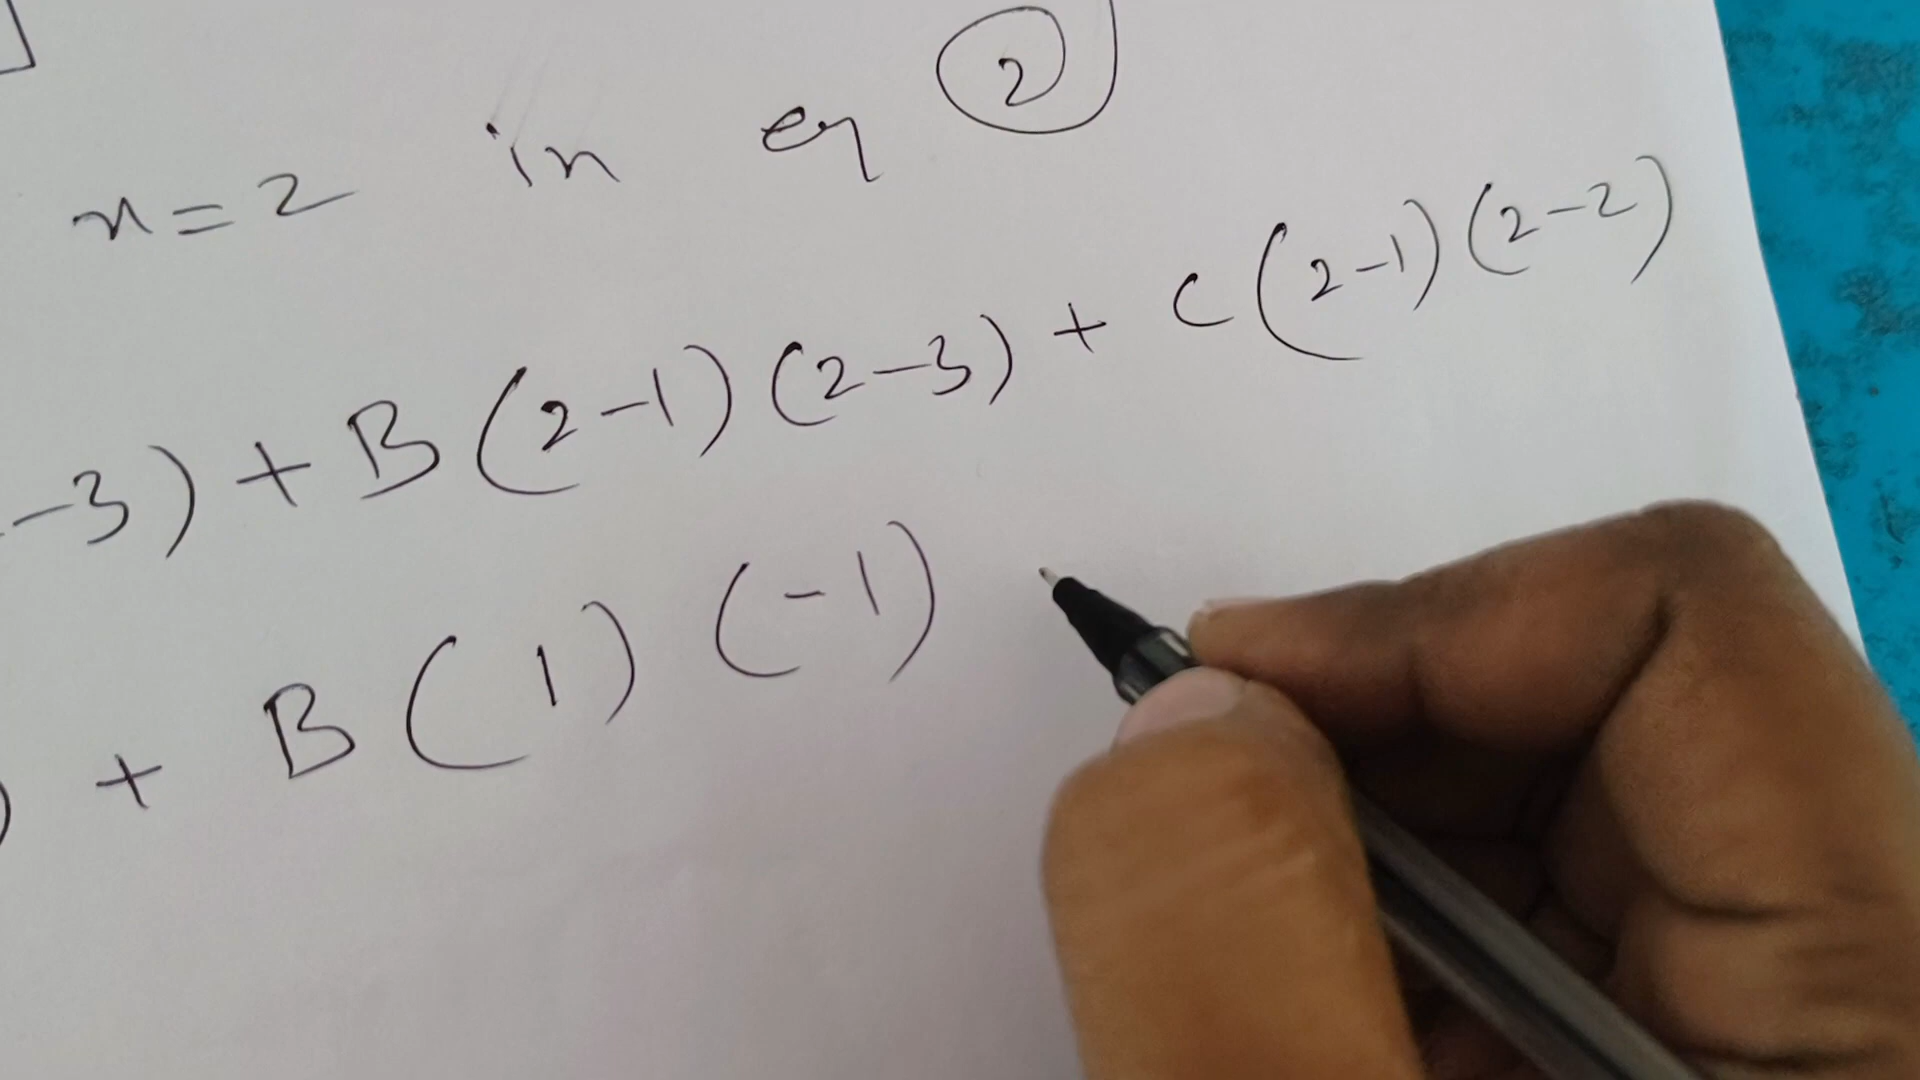 x=2 in eq 2
-3) + B(2-1)(2-3) + C(2-1)(2-2)
) + B(1)(-1)